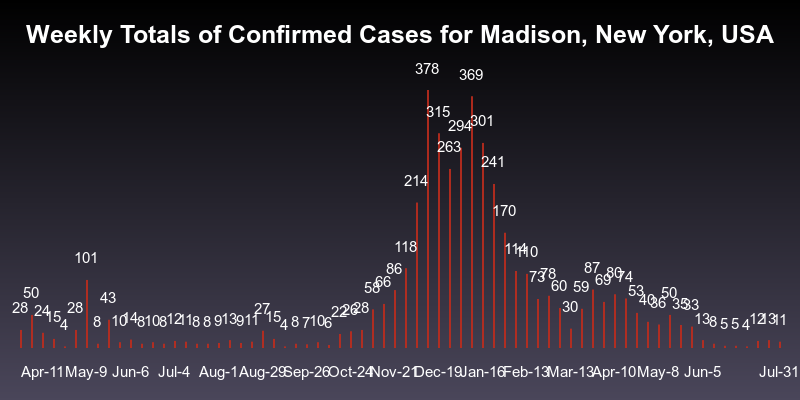 Weekly Totals of Confirmed Cases for Madison, New York, USA
28 50 24 15 4 28 101 8 43 10 14 8 10 8 12 11 8 8 9 13 9 11 27 15 4 8 7 10 6 22 26 28 58 66 86 118 214 378 315 263 294 369 301 241 170 114 110 73 78 60 30 59 87 69 80 74 53 40 36 50 35 33 13 8 5 5 4 12 13 11
Apr-11 May-9 Jun-6 Jul-4 Aug-1 Aug-29 Sep-26 Oct-24 Nov-21 Dec-19 Jan-16 Feb-13 Mar-13 Apr-10 May-8 Jun-5 Jul-31